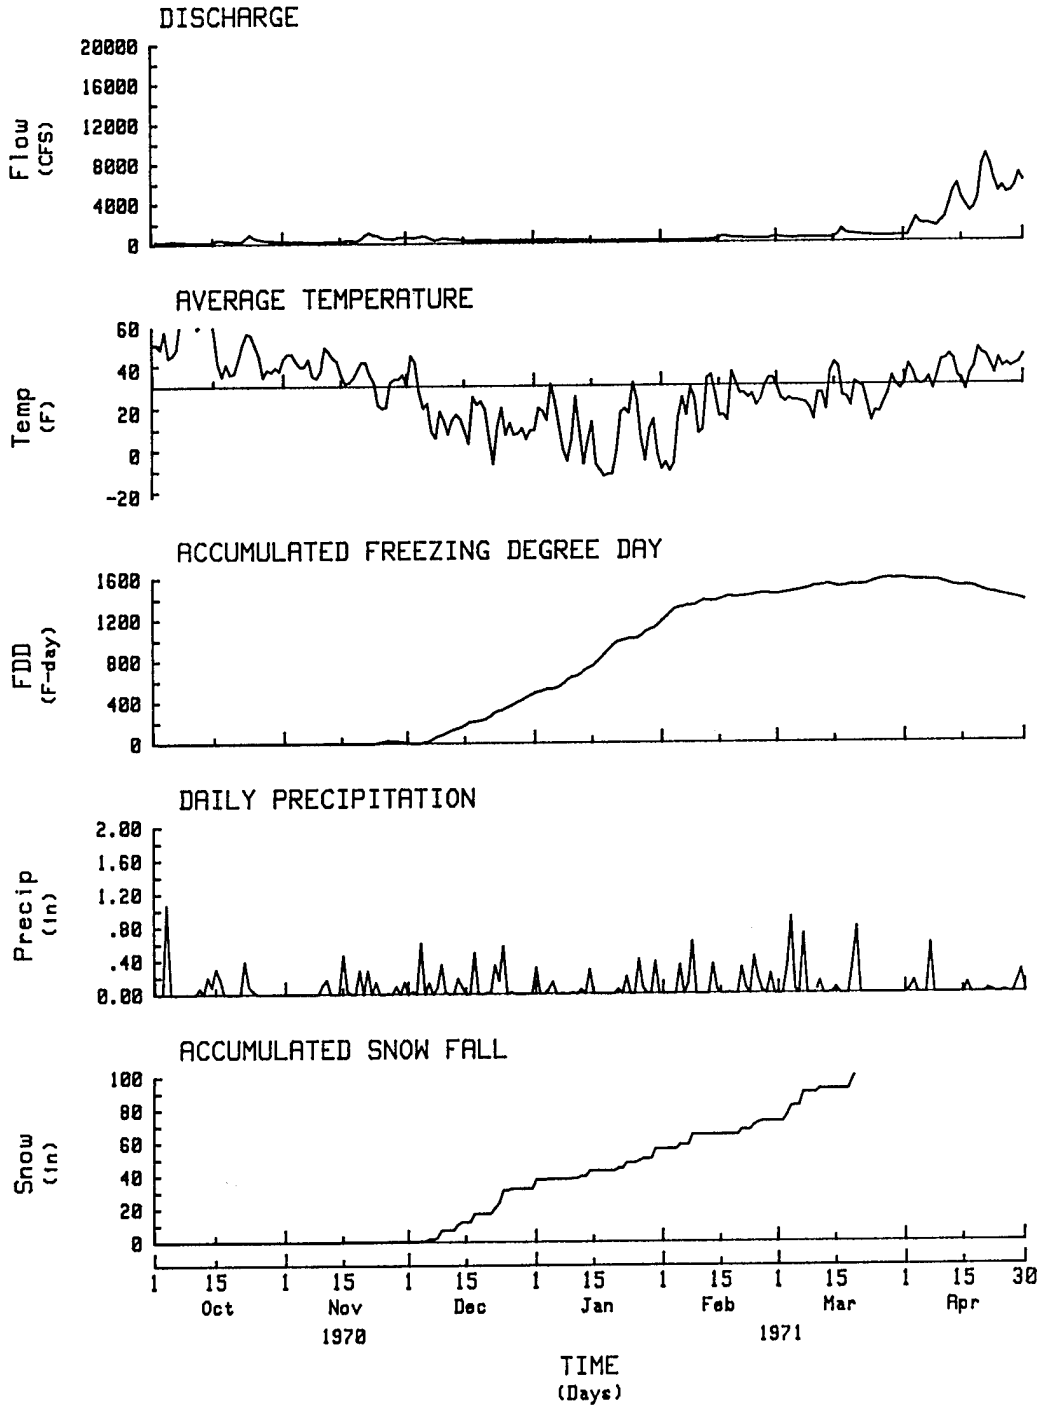 DISCHARGE
20000
16000
12000
8000
4000
0
Flow
(CFS)
AVERAGE TEMPERATURE
60
40
20
0
-20
Temp
(F)
ACCUMULATED FREEZING DEGREE DAY
1600
1200
800
400
0
FDD
(F-day)
DAILY PRECIPITATION
2.00
1.60
1.20
.80
.40
0.00
Precip
(in)
ACCUMULATED SNOW FALL
100
80
60
40
20
0
Snow
(in)
1 15 1 15 1 15 1 15 1 15 1 15 1 15 30
Oct Nov Dec Jan Feb Mar Apr
1970 1971
TIME
(Days)